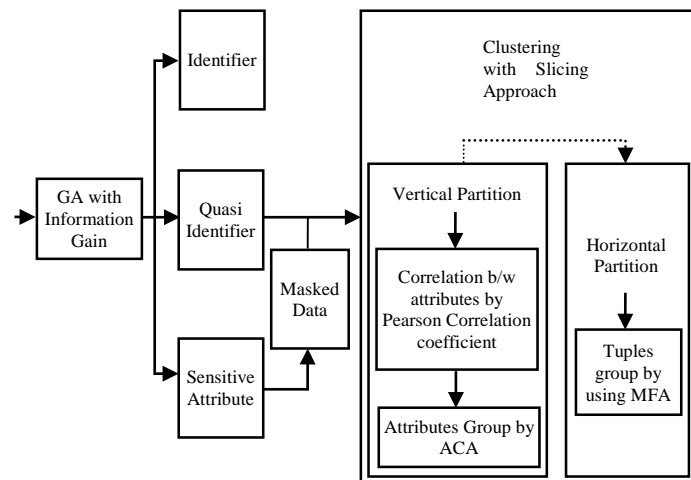 Identifier
Clustering
with Slicing
Approach
GA with
Information
Gain
Quasi
Identifier
Masked
Data
Sensitive
Attribute
Vertical Partition
Correlation b/w
attributes by
Pearson Correlation
coefficient
Attributes Group by
ACA
Horizontal
Partition
Tuples
group by
using MFA